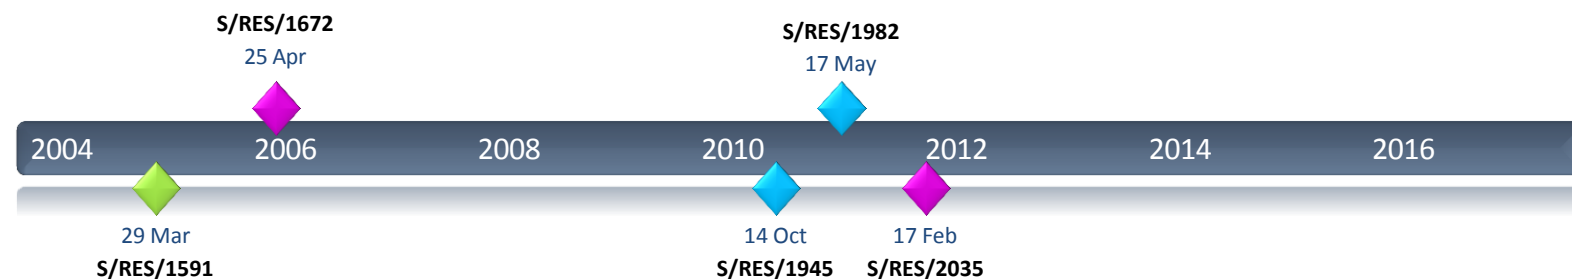 S/RES/1672
25 Apr
S/RES/1982
17 May
2004 2006 2008 2010 2012 2014 2016
29 Mar
S/RES/1591
14 Oct
S/RES/1945
17 Feb
S/RES/2035